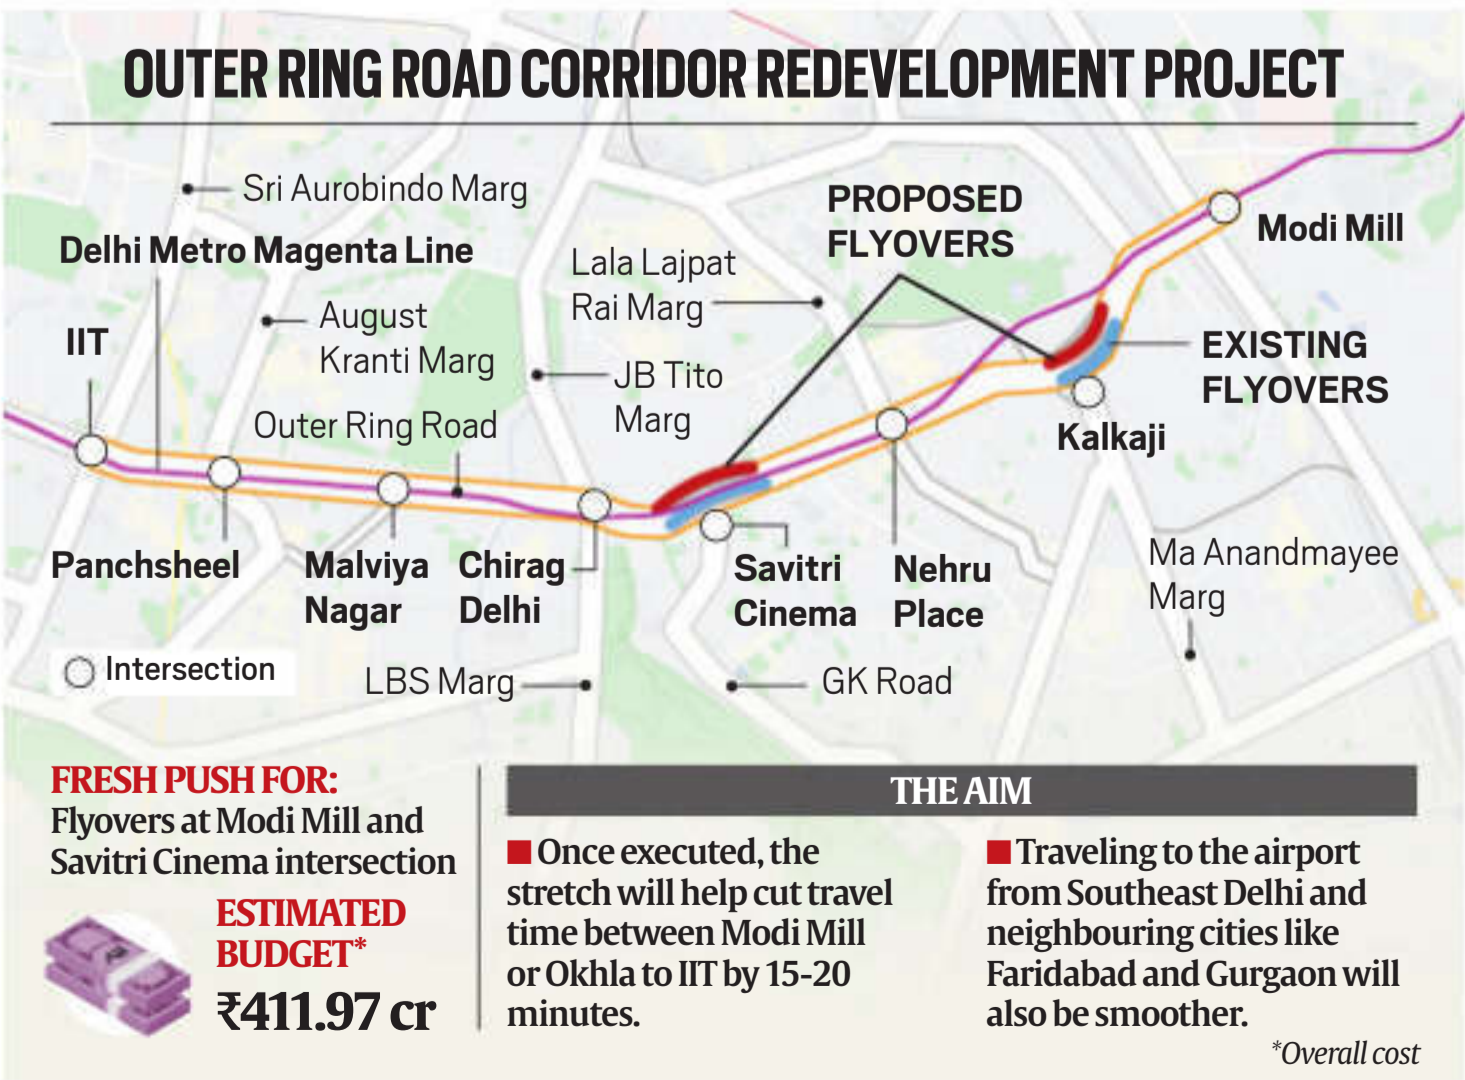 OUTER RING ROAD CORRIDOR REDEVELOPMENT PROJECT
Sri Aurobindo Marg
Delhi Metro Magenta Line
IIT
August
Kranti Marg
Outer Ring Road
Lala Lajpat
Rai Marg
JB Tito
Marg
PROPOSED
FLYOVERS
Modi Mill
EXISTING
FLYOVERS
Kalkaji
Panchsheel
Malviya
Nagar
Chirag
Delhi
Savitri
Cinema
Nehru
Place
Ma Anandmayee
Marg
Intersection
LBS Marg
GK Road
FRESH PUSH FOR:
Flyovers at Modi Mill and
Savitri Cinema intersection
ESTIMATED
BUDGET*
₹411.97 cr
THE AIM
Once executed, the
stretch will help cut travel
time between Modi Mill
or Okhla to IIT by 15-20
minutes.
Traveling to the airport
from Southeast Delhi and
neighbouring cities like
Faridabad and Gurgaon will
also be smoother.
*Overall cost